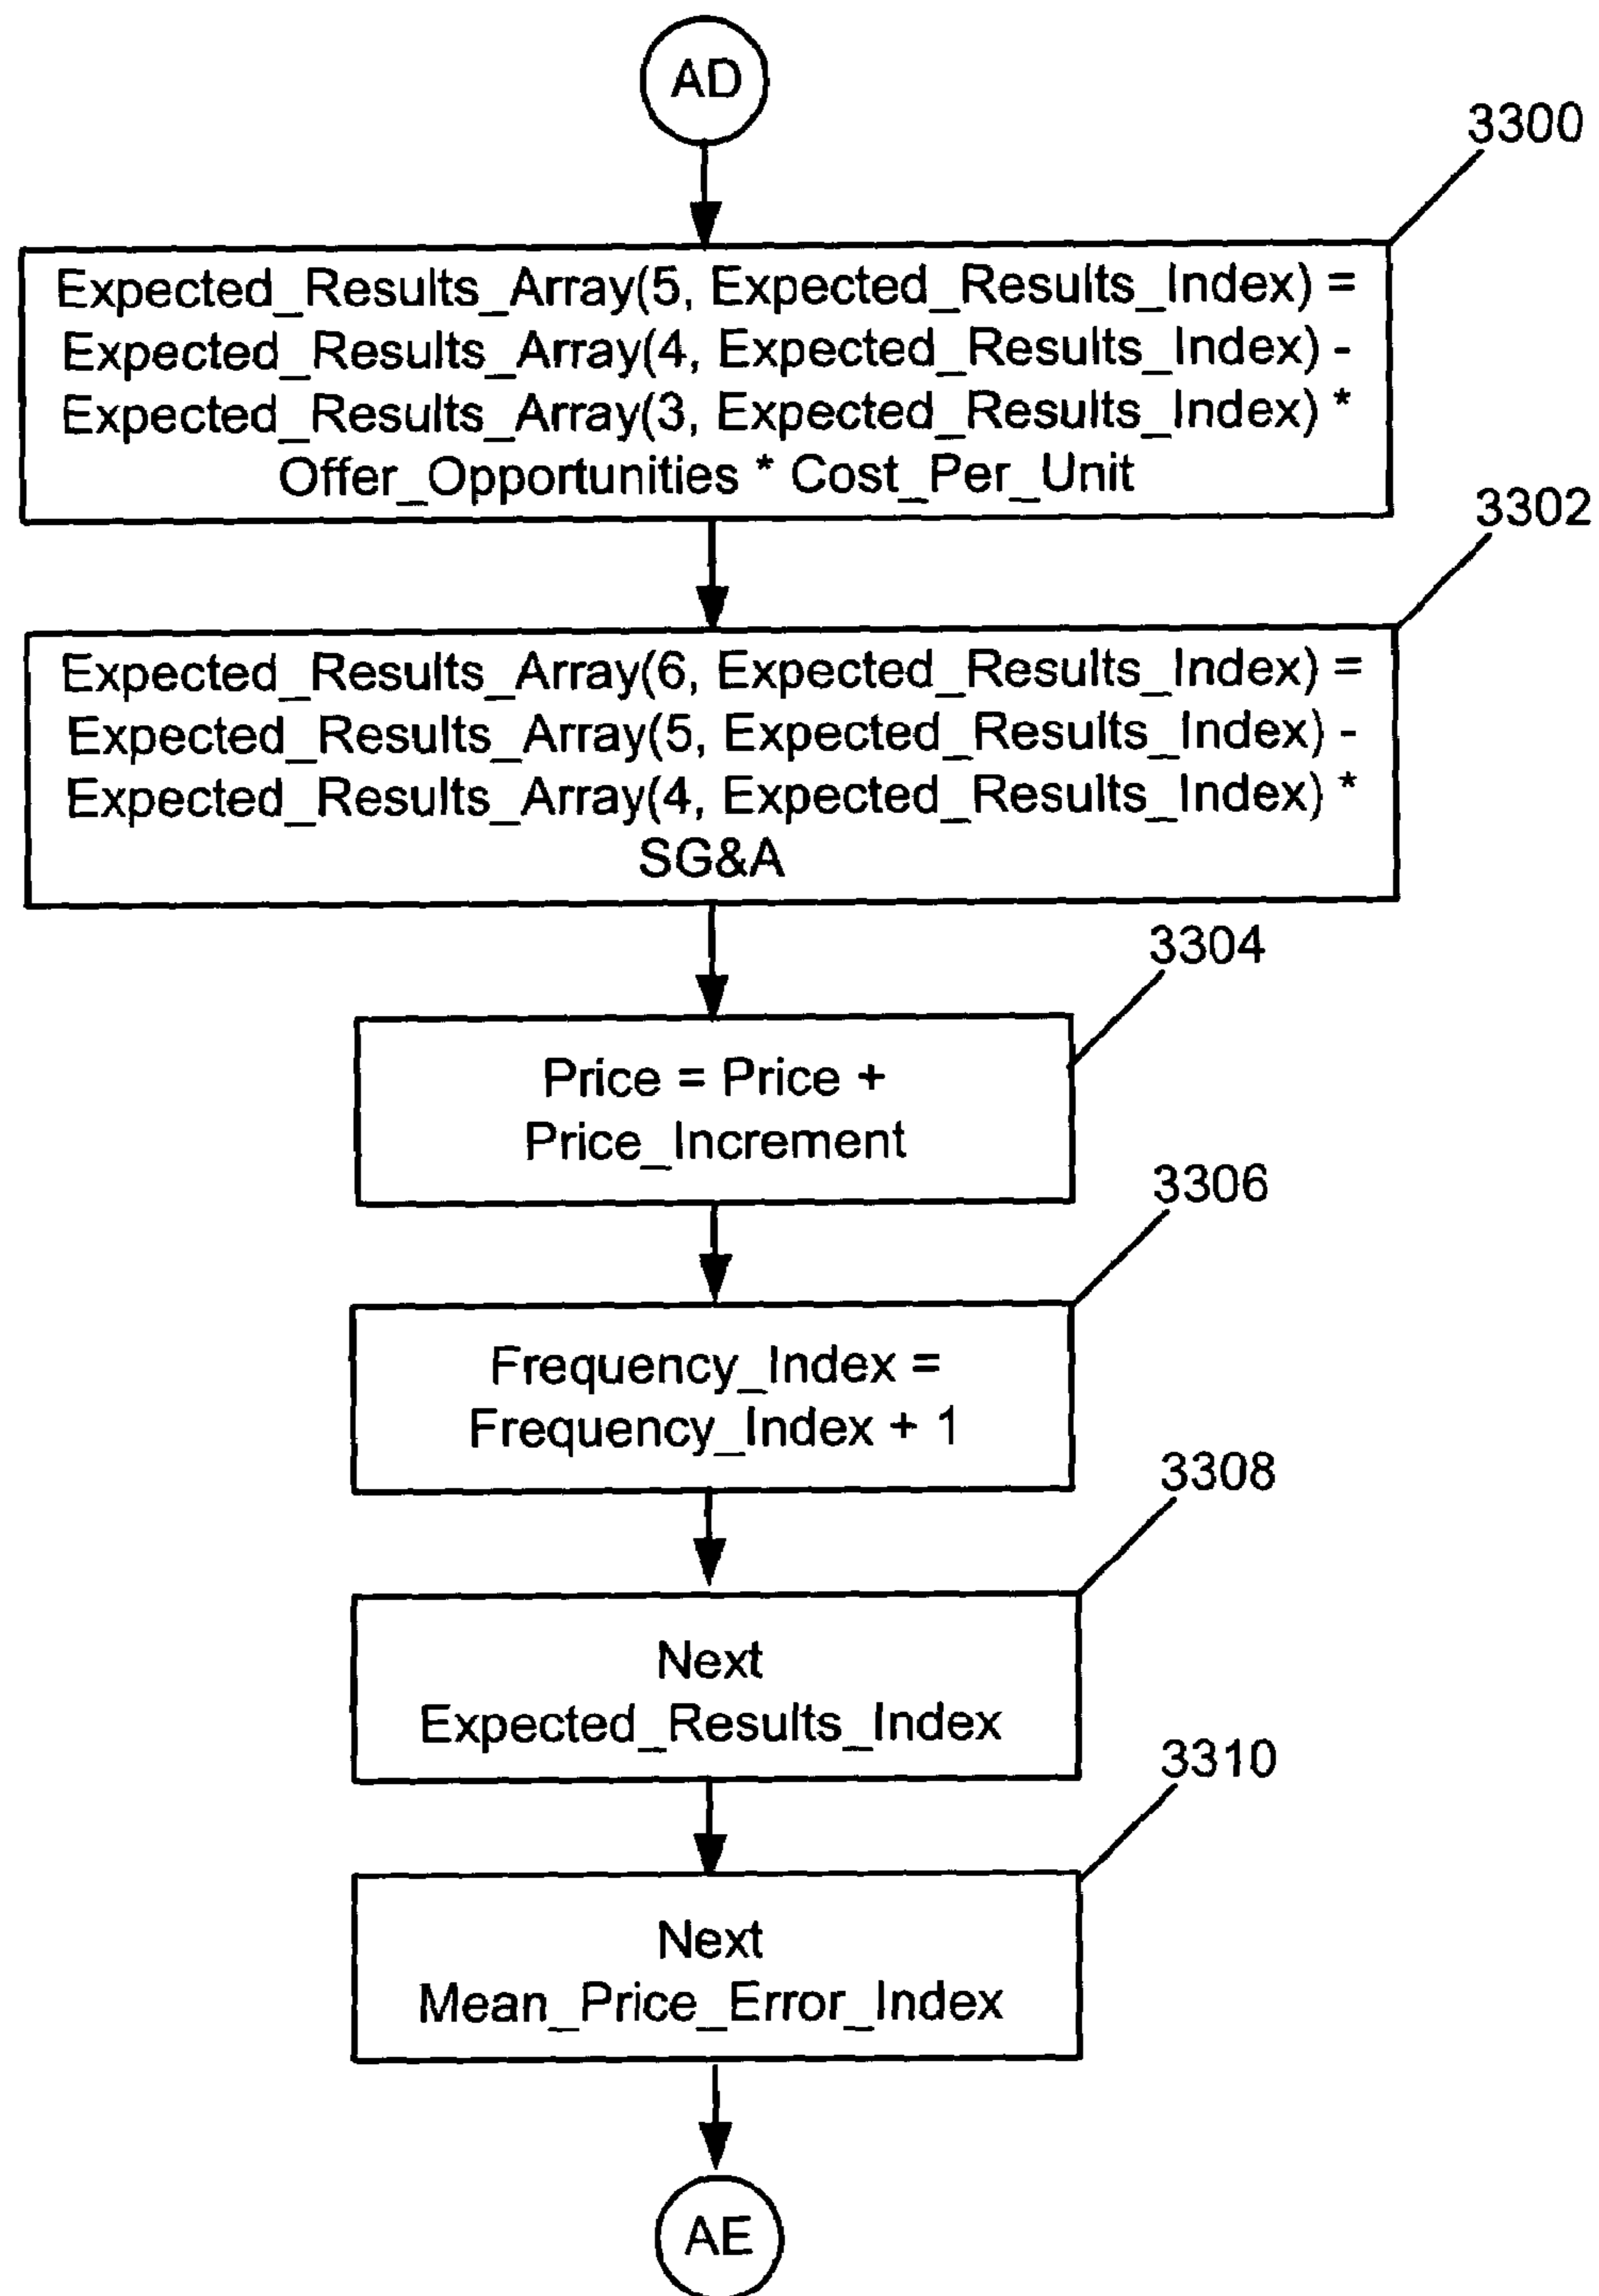 AD
3300
Expected_Results_Array(5, Expected_Results_Index) =
Expected_Results_Array(4, Expected_Results_Index) -
Expected_Results_Array(3, Expected_Results_Index) *
Offer_Opportunities * Cost_Per_Unit
3302
Expected_Results_Array(6, Expected_Results_Index) =
Expected_Results_Array(5, Expected_Results_Index) -
Expected_Results_Array(4, Expected_Results_Index) *
SG&A
3304
Price = Price +
Price_Increment
3306
Frequency_Index =
Frequency_Index + 1
3308
Next
Expected_Results_Index
3310
Next
Mean_Price_Error_Index
AE